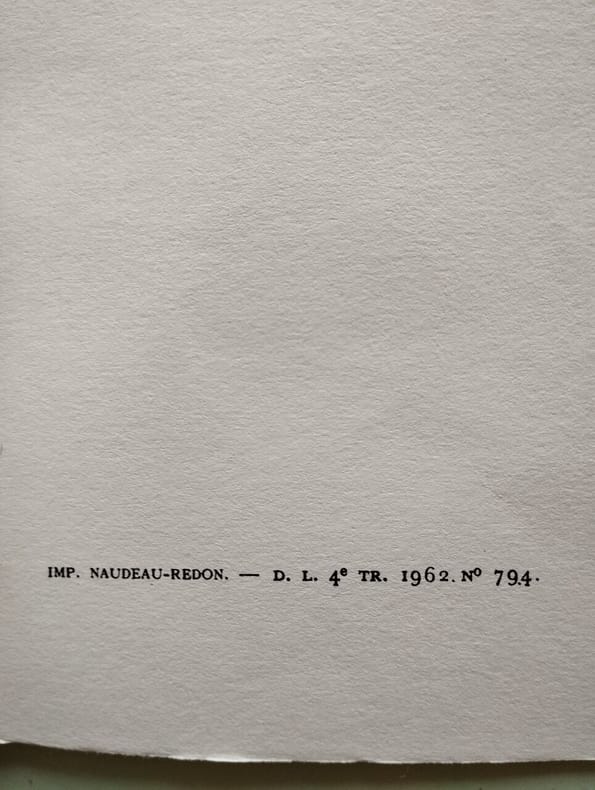 IMP. NAUDEAU-REDON. — D. L. 4e TR. 1962. No 794.